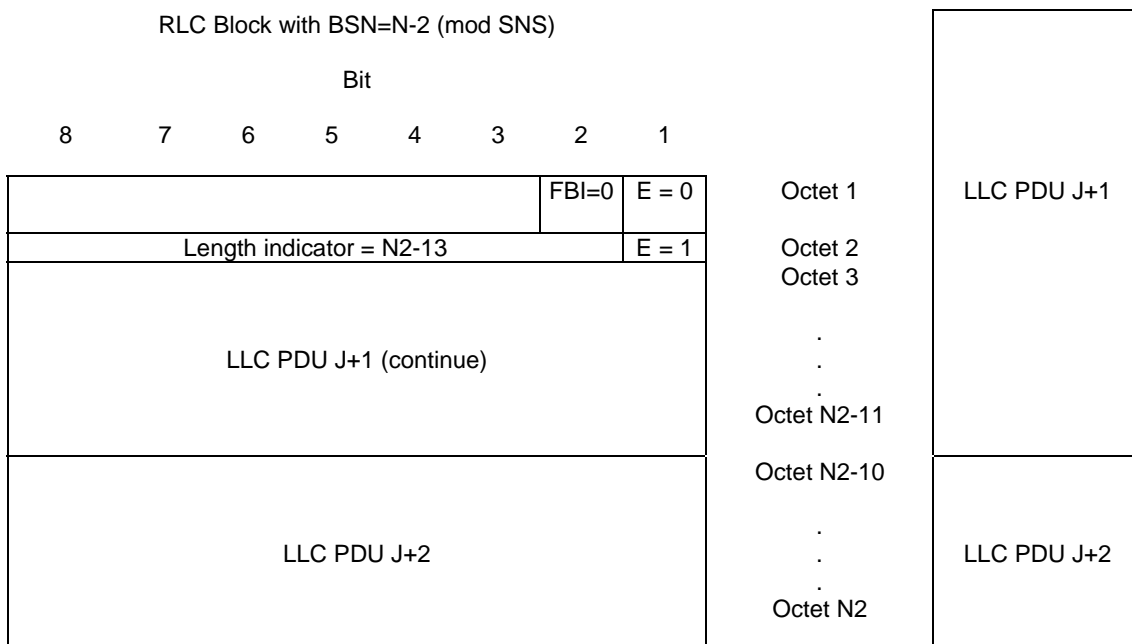 RLC Block with BSN=N-2 (mod SNS)
Bit
8 7 6 5 4 3 2 1
FBI=0 E = 0 Octet 1 LLC PDU J+1
Length indicator = N2-13 E = 1 Octet 2
Octet 3
.
LLC PDU J+1 (continue) .
.
Octet N2-11
Octet N2-10
.
LLC PDU J+2 . LLC PDU J+2
.
Octet N2